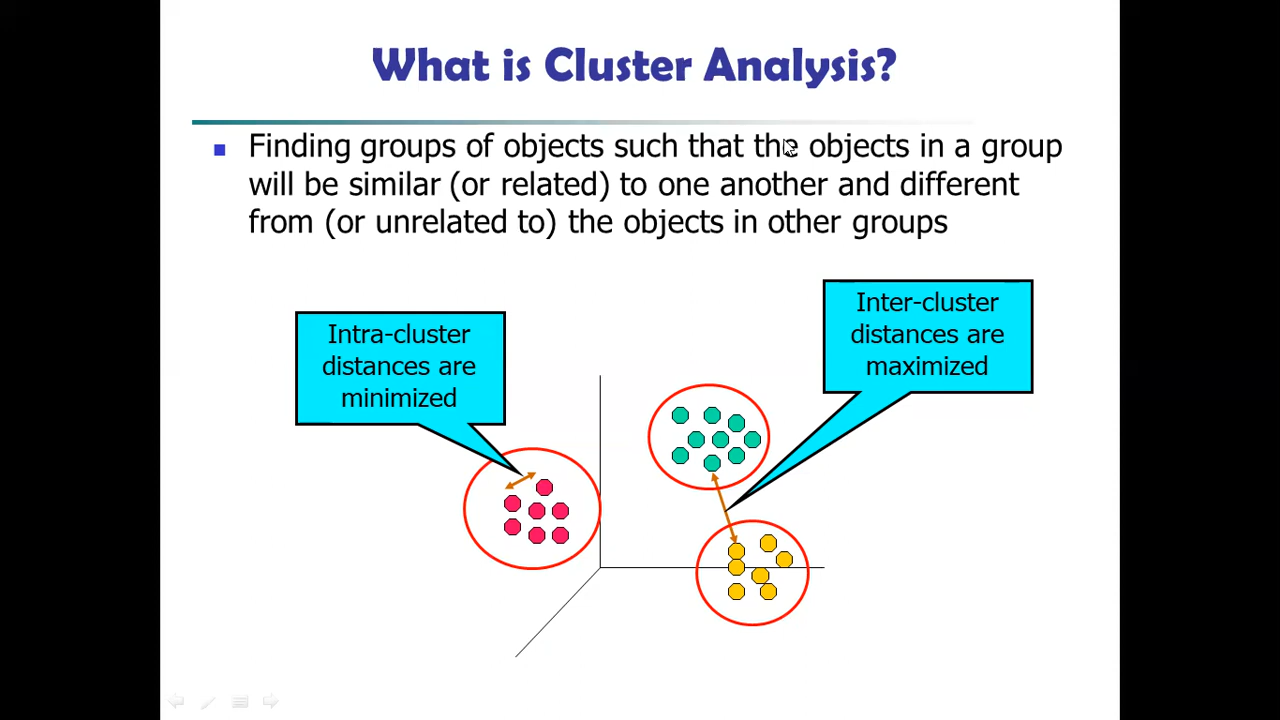 What is Cluster Analysis?
Finding groups of objects such that the objects in a group
will be similar (or related) to one another and different
from (or unrelated to) the objects in other groups
Intra-cluster
distances are
minimized
Inter-cluster
distances are
maximized